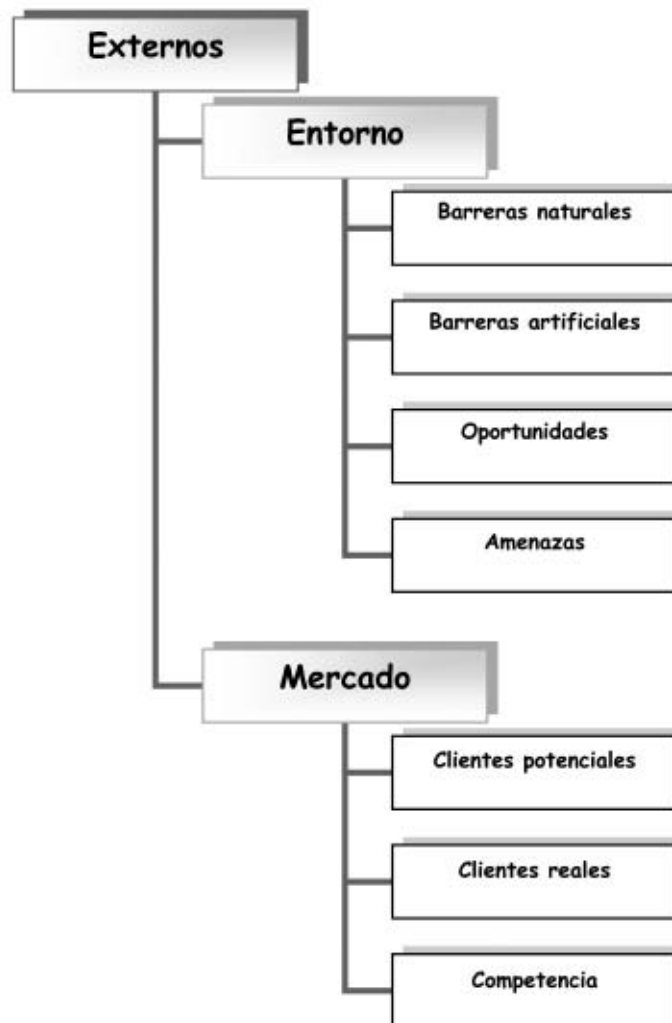 Externos
Entorno
Barreras naturales
Barreras artificiales
Oportunidades
Amenazas
Mercado
Clientes potenciales
Clientes reales
Competencia